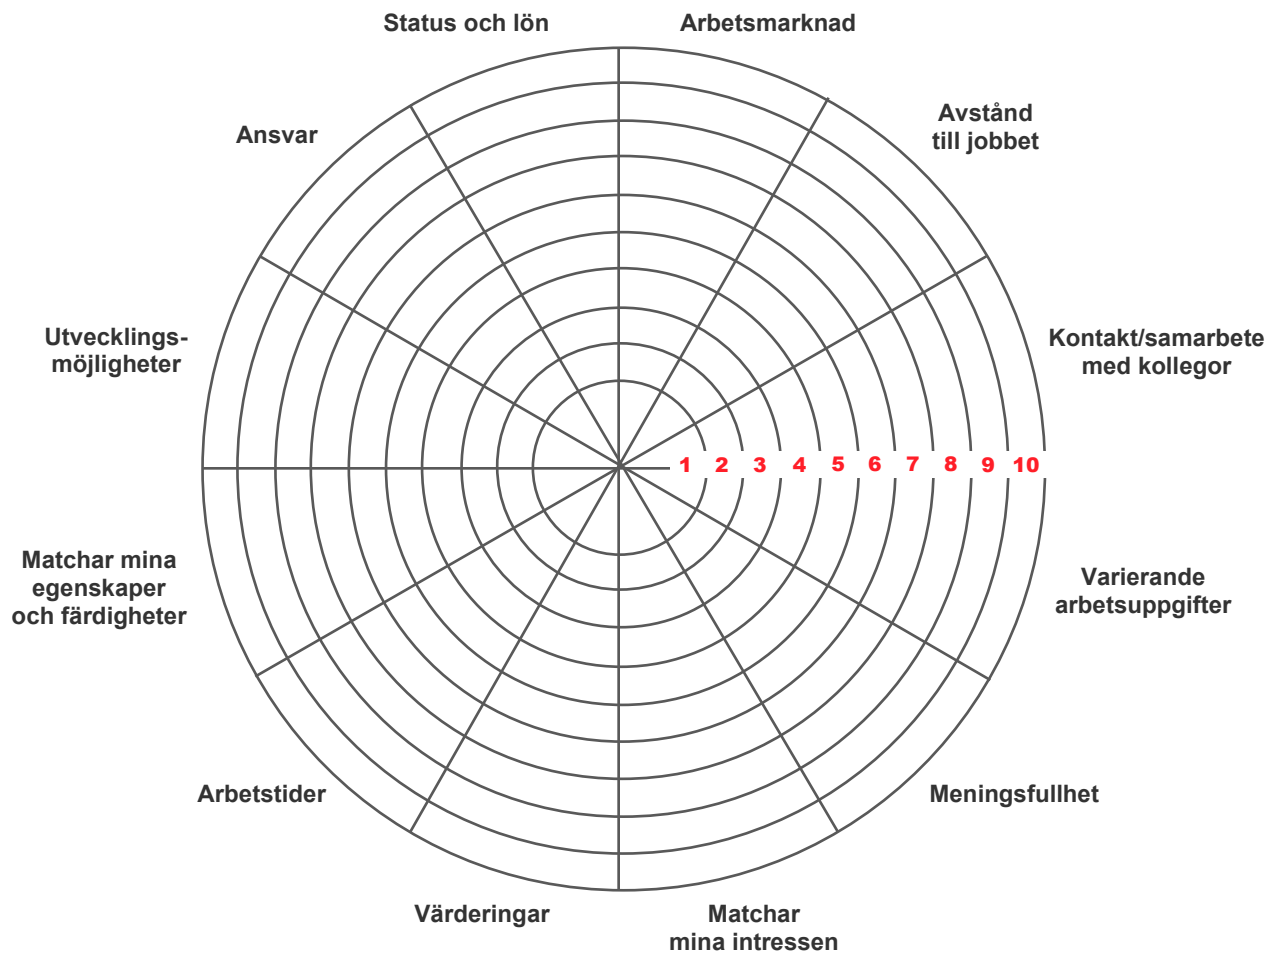 Status och lön
Arbetsmarknad
Avstånd
till jobbet
Ansvar
Utvecklings-
möjligheter
Kontakt/samarbete
med kollegor
1 2 3 4 5 6 7 8 9 10
Matchar mina
egenskaper
och färdigheter
Varierande
arbetsuppgifter
Arbetstider
Meningsfullhet
Värderingar
Matchar
mina intressen